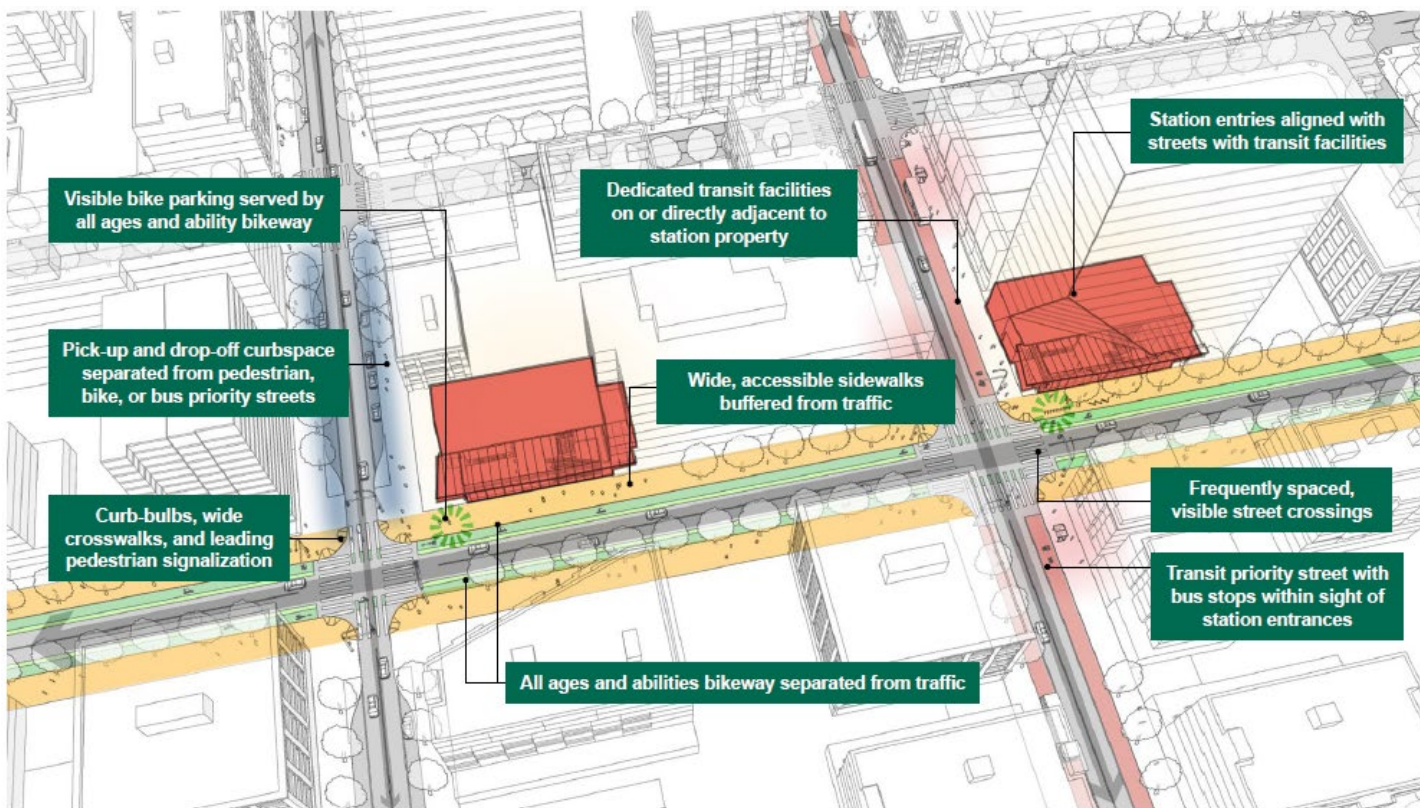 Station entries aligned with
streets with transit facilities
Visible bike parking served by
all ages and ability bikeway
Dedicated transit facilities
on or directly adjacent to
station property
Pick-up and drop-off curbspace
separated from pedestrian,
bike, or bus priority streets
Wide, accessible sidewalks
buffered from traffic
Curb-bulbs, wide
crosswalks, and leading
pedestrian signalization
Frequently spaced,
visible street crossings
Transit priority street with
bus stops within sight of
station entrances
All ages and abilities bikeway separated from traffic